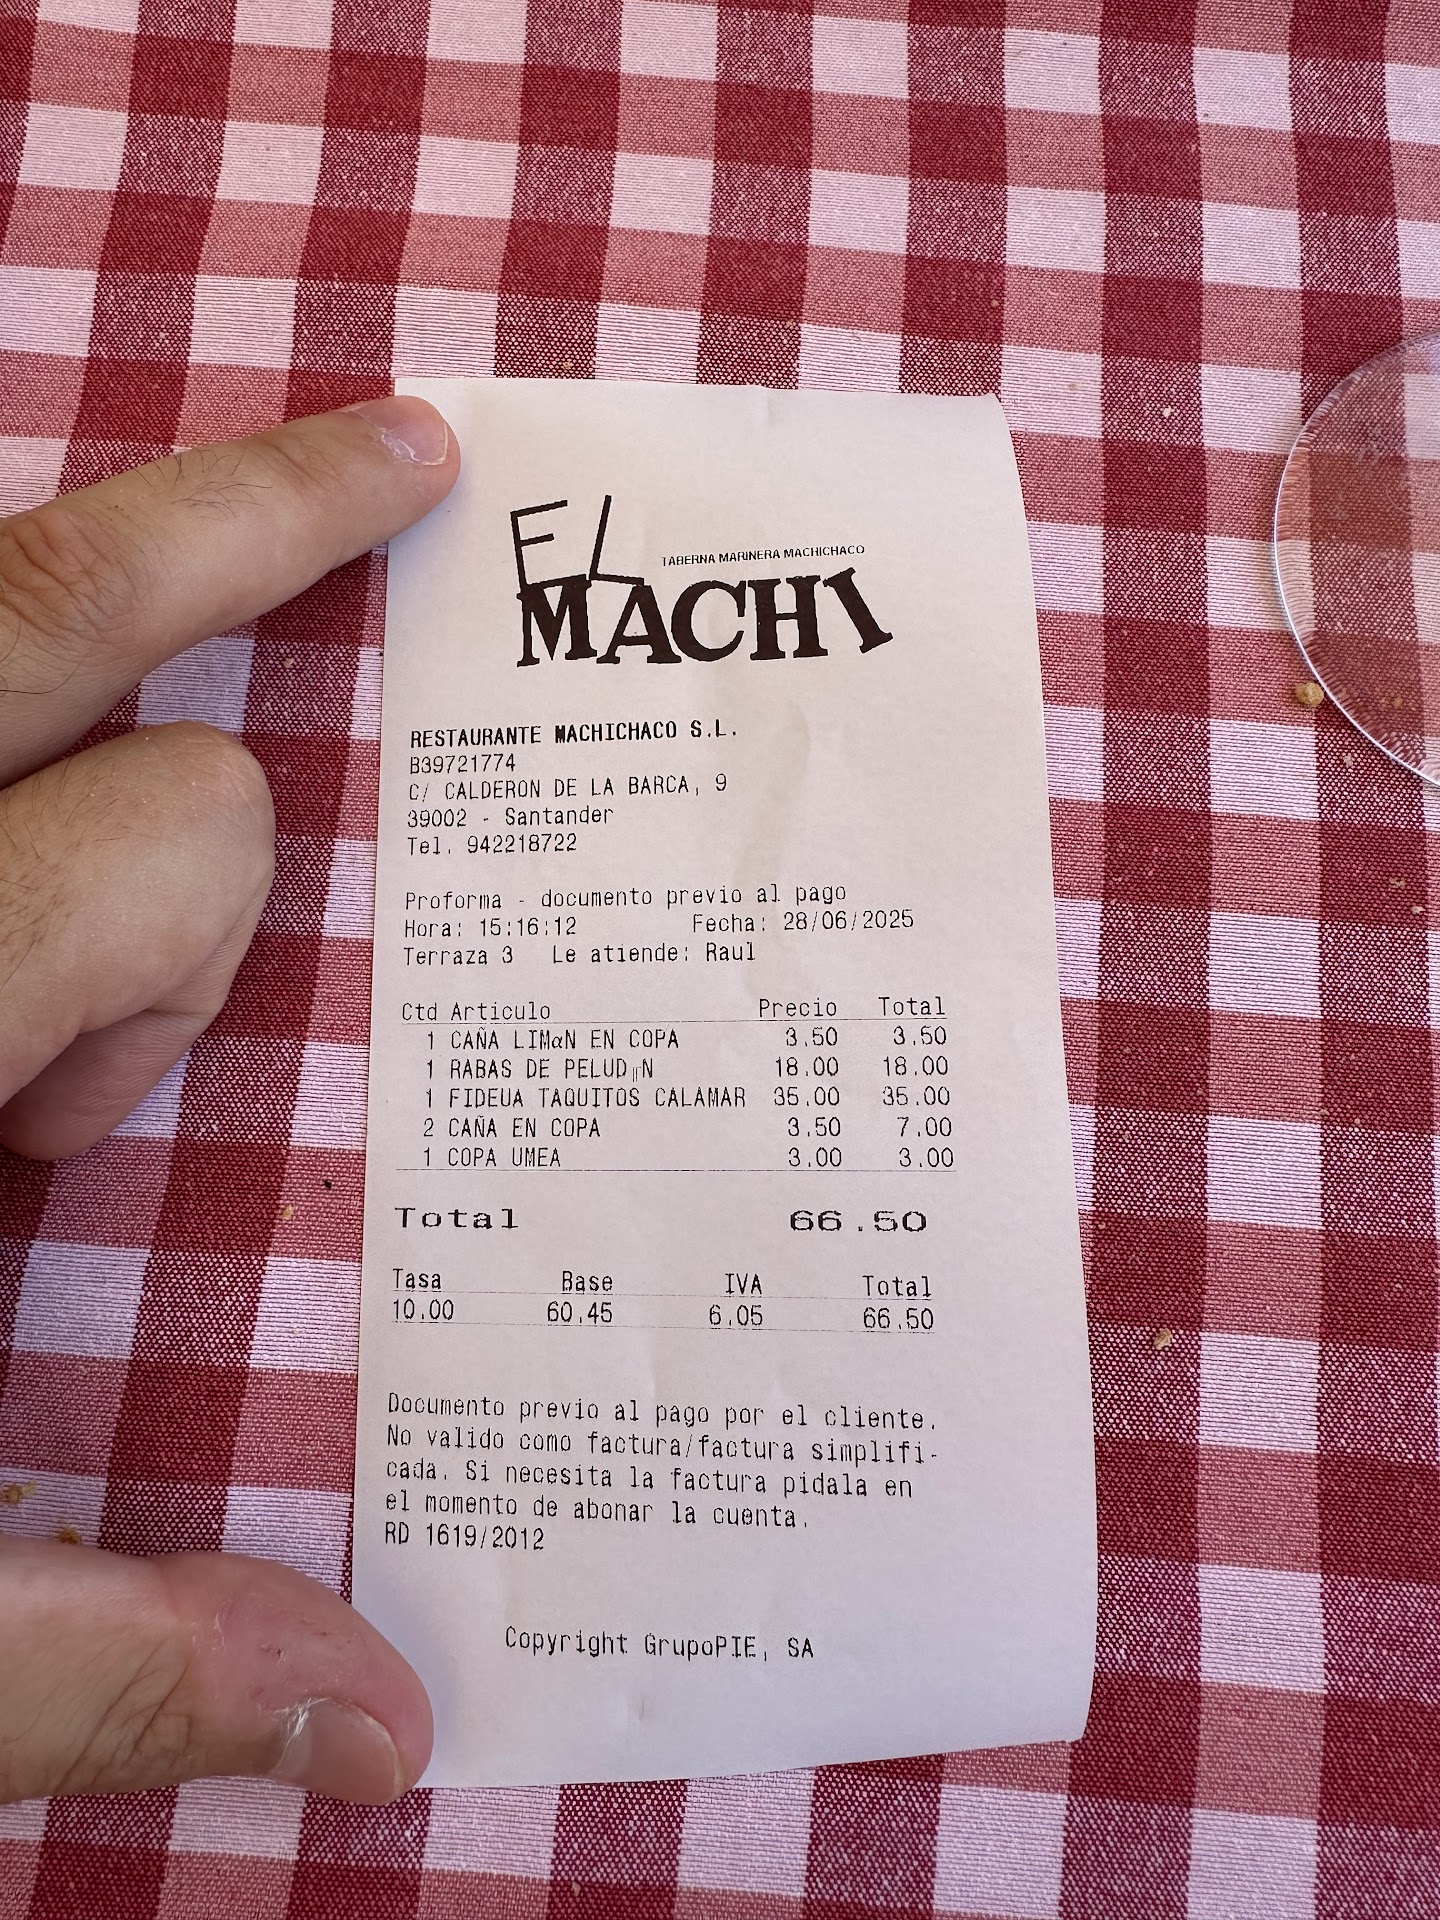 EL
TABERNA MARINERA MACHICHACO
MACHI
RESTAURANTE MACHICHACO S.L.
B39721774
C/ CALDERON DE LA BARCA, 9
39002 - Santander
Tel. 942218722
Proforma - documento previo al pago
Hora: 15:16:12 Fecha: 28/06/2025
Terraza 3 Le atiende: Raul
Ctd Articulo Precio Total
1 CAÑA LIMαN EN COPA 3.50 3.50
1 RABAS DE PELUD╓N 18.00 18.00
1 FIDEUA TAQUITOS CALAMAR 35.00 35.00
2 CAÑA EN COPA 3.50 7.00
1 COPA UMEA 3.00 3.00
Total 66.50
Tasa Base IVA Total
10.00 60.45 6.05 66.50
Documento previo al pago por el cliente.
No valido como factura/factura simplifi-
cada. Si necesita la factura pidala en
el momento de abonar la cuenta.
RD 1619/2012
Copyright GrupoPIE, SA